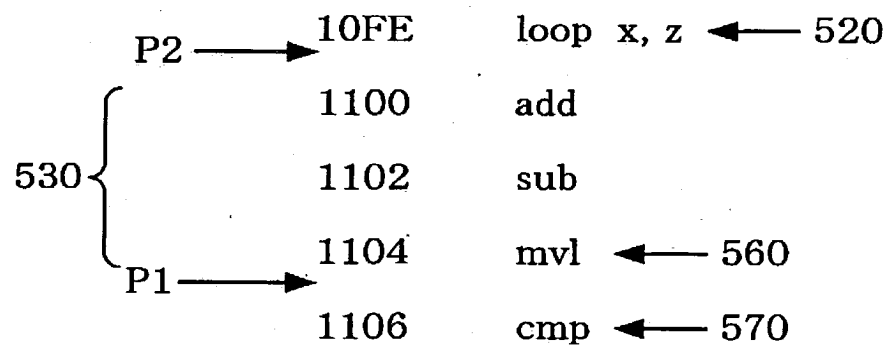 10FE loop x, z 520
P2
1100 add
530 1102 sub
1104 mvl 560
P1
1106 cmp 570